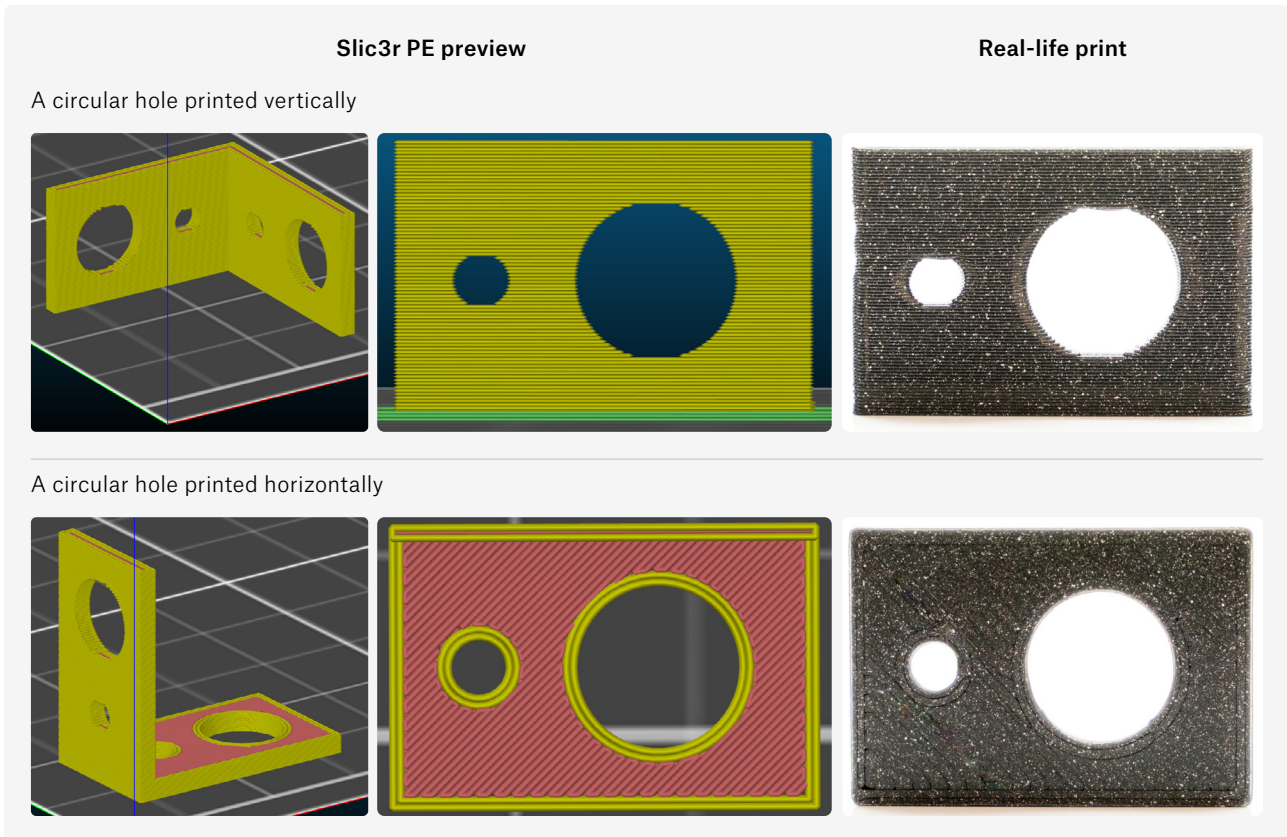 Slic3r PE preview
Real-life print
A circular hole printed vertically
A circular hole printed horizontally